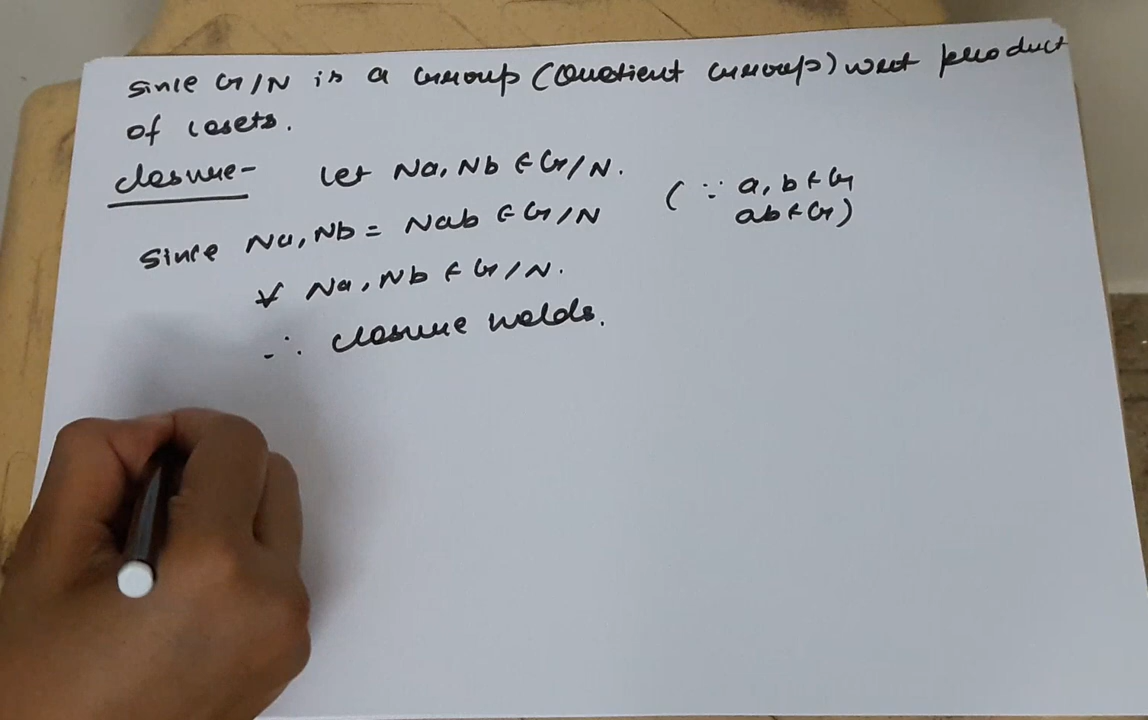 Since G/N is a Group (Quotient Group) wrt product
of cosets.
closure- Let Na, Nb ∈ G/N.
Since Na, Nb = Nab ∈ G/N (∵ a, b ∈ G
ab ∈ G)
∀ Na, Nb ∈ G/N.
∴ closure holds.